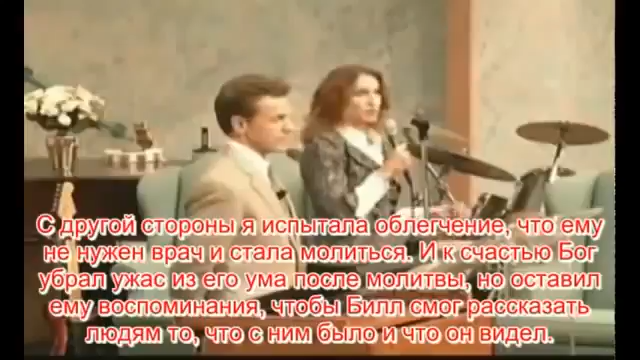 С другой стороны я испытала облегчение, что ему
не нужен врач и стала молиться. И к счастью Бог
убрал ужас из его ума после молитвы, но оставил
ему воспоминания, чтобы Билл смог рассказать
людям то, что с ним было и что он видел.